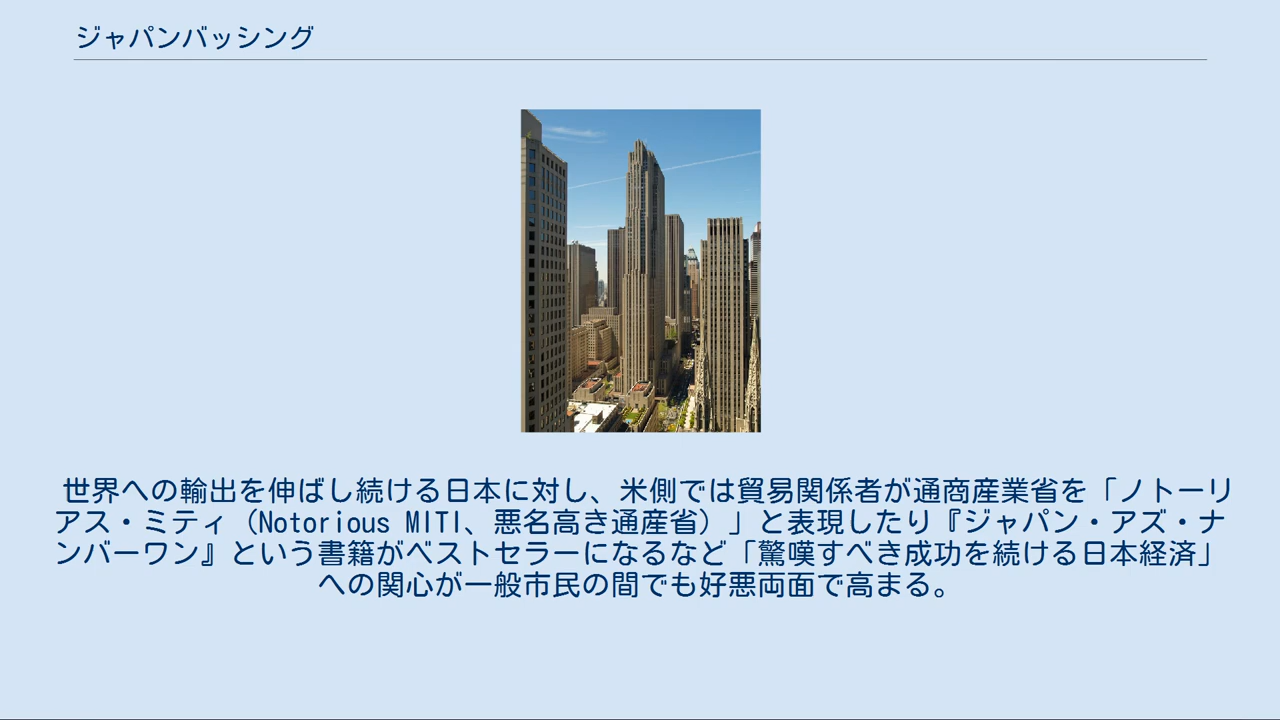 ジャパンバッシング
世界への輸出を伸ばし続ける日本に対し、米側では貿易関係者が通商産業省を「ノトーリ
アス・ミティ（Notorious MITI、悪名高き通産省）」と表現したり『ジャパン・アズ・ナ
ンバーワン』という書籍がベストセラーになるなど「驚嘆すべき成功を続ける日本経済」
への関心が一般市民の間でも好悪両面で高まる。